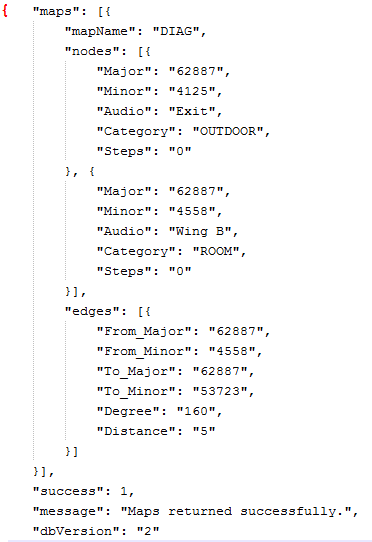 {   "maps": [{
        "mapName": "DIAG",
        "nodes": [{
            "Major": "62887",
            "Minor": "4125",
            "Audio": "Exit",
            "Category": "OUTDOOR",
            "Steps": "0"
        }, {
            "Major": "62887",
            "Minor": "4558",
            "Audio": "Wing B",
            "Category": "ROOM",
            "Steps": "0"
        }],
        "edges": [{
            "From_Major": "62887",
            "From_Minor": "4558",
            "To_Major": "62887",
            "To_Minor": "53723",
            "Degree": "160",
            "Distance": "5"
        }]
    }],
    "success": 1,
    "message": "Maps returned successfully.",
    "dbVersion": "2"